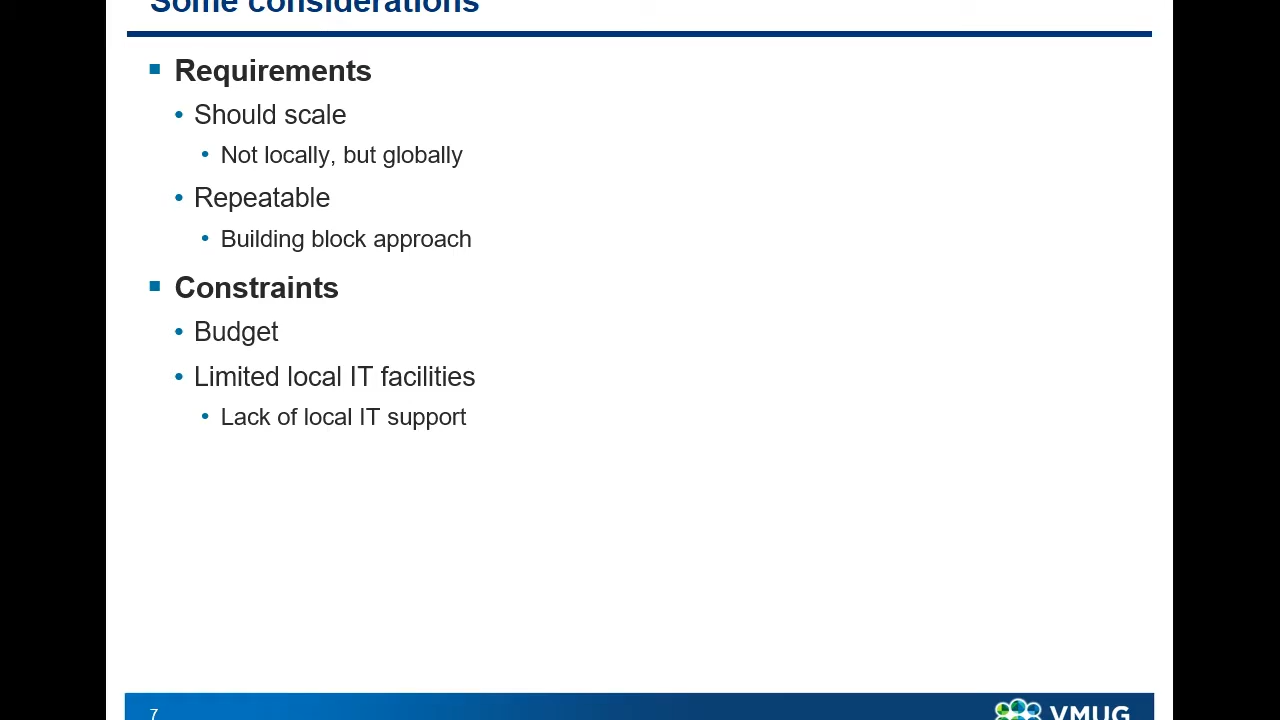 Some considerations
Requirements
Should scale
Not locally, but globally
Repeatable
Building block approach
Constraints
Budget
Limited local IT facilities
Lack of local IT support
7
VMUG